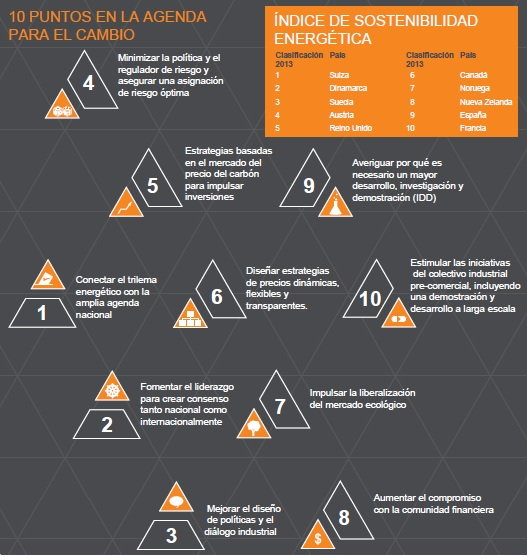 10 PUNTOS EN LA AGENDA
PARA EL CAMBIO
ÍNDICE DE SOSTENIBILIDAD
ENERGÉTICA
Clasificación 2013 País Clasificación 2013 País
1 Suiza 6 Canadá
2 Dinamarca 7 Noruega
3 Suecia 8 Nueva Zelanda
4 Austria 9 España
5 Reino Unido 10 Francia
4
Minimizar la política y el
regulador de riesgo y
asegurar una asignación
de riesgo óptima
5
Estrategias basadas
en el mercado del
precio del carbón
para impulsar
inversiones
9
Averiguar por qué es
necesario un mayor
desarrollo, investigación y
demostración (IDD)
1
Conectar el trilema
energético con la
amplia agenda
nacional
6
Diseñar estrategias
de precios dinámicas,
flexibles y
transparentes.
10
Estimular las iniciativas
del colectivo industrial
pre-comercial, incluyendo
una demostración y
desarrollo a larga escala
2
Fomentar el liderazgo
para crear consenso
tanto nacional como
internacionalmente
7
Impulsar la liberalización
del mercado ecológico
3
Mejorar el diseño
de políticas y el
diálogo industrial
8
$
Aumentar el compromiso
con la comunidad financiera